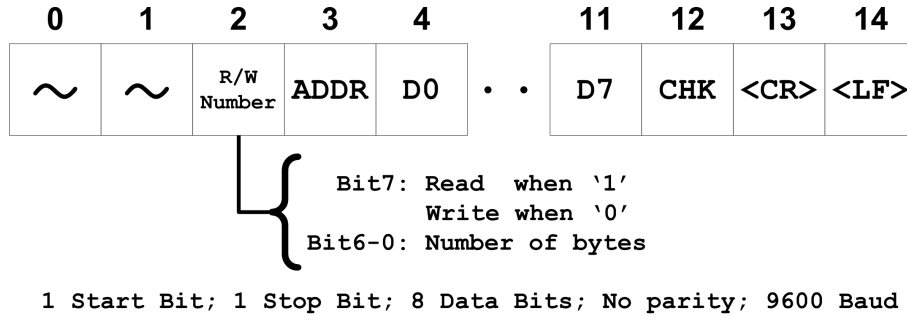 0 1 2 3 4 11 12 13 14
~ ~ R/W Number ADDR D0 · · D7 CHK <CR> <LF>
Bit7: Read when ‘1’
Write when ‘0’
Bit6-0: Number of bytes
1 Start Bit; 1 Stop Bit; 8 Data Bits; No parity; 9600 Baud